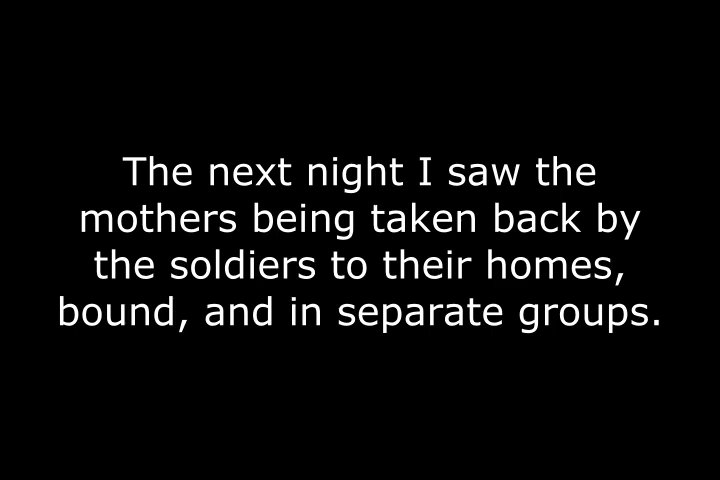 The next night I saw the
mothers being taken back by
the soldiers to their homes,
bound, and in separate groups.